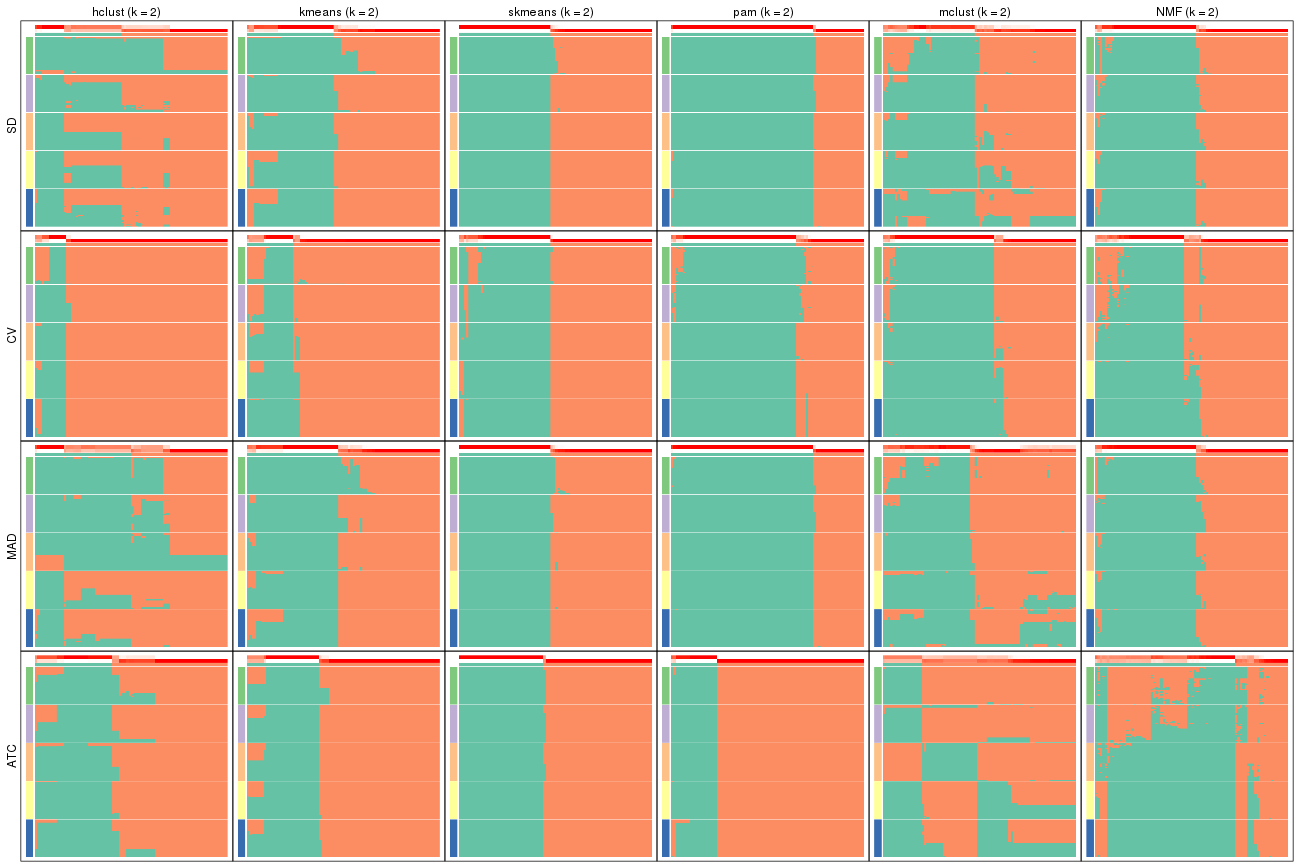 hclust (k = 2)
kmeans (k = 2)
skmeans (k = 2)
pam (k = 2)
mclust (k = 2)
NMF (k = 2)
SD
CV
MAD
ATC